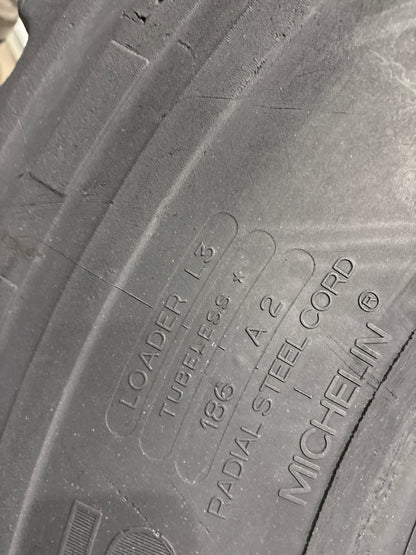 LOADER L3
TUBELESS *
186 A2
RADIAL STEEL CORD
MICHELIN ®